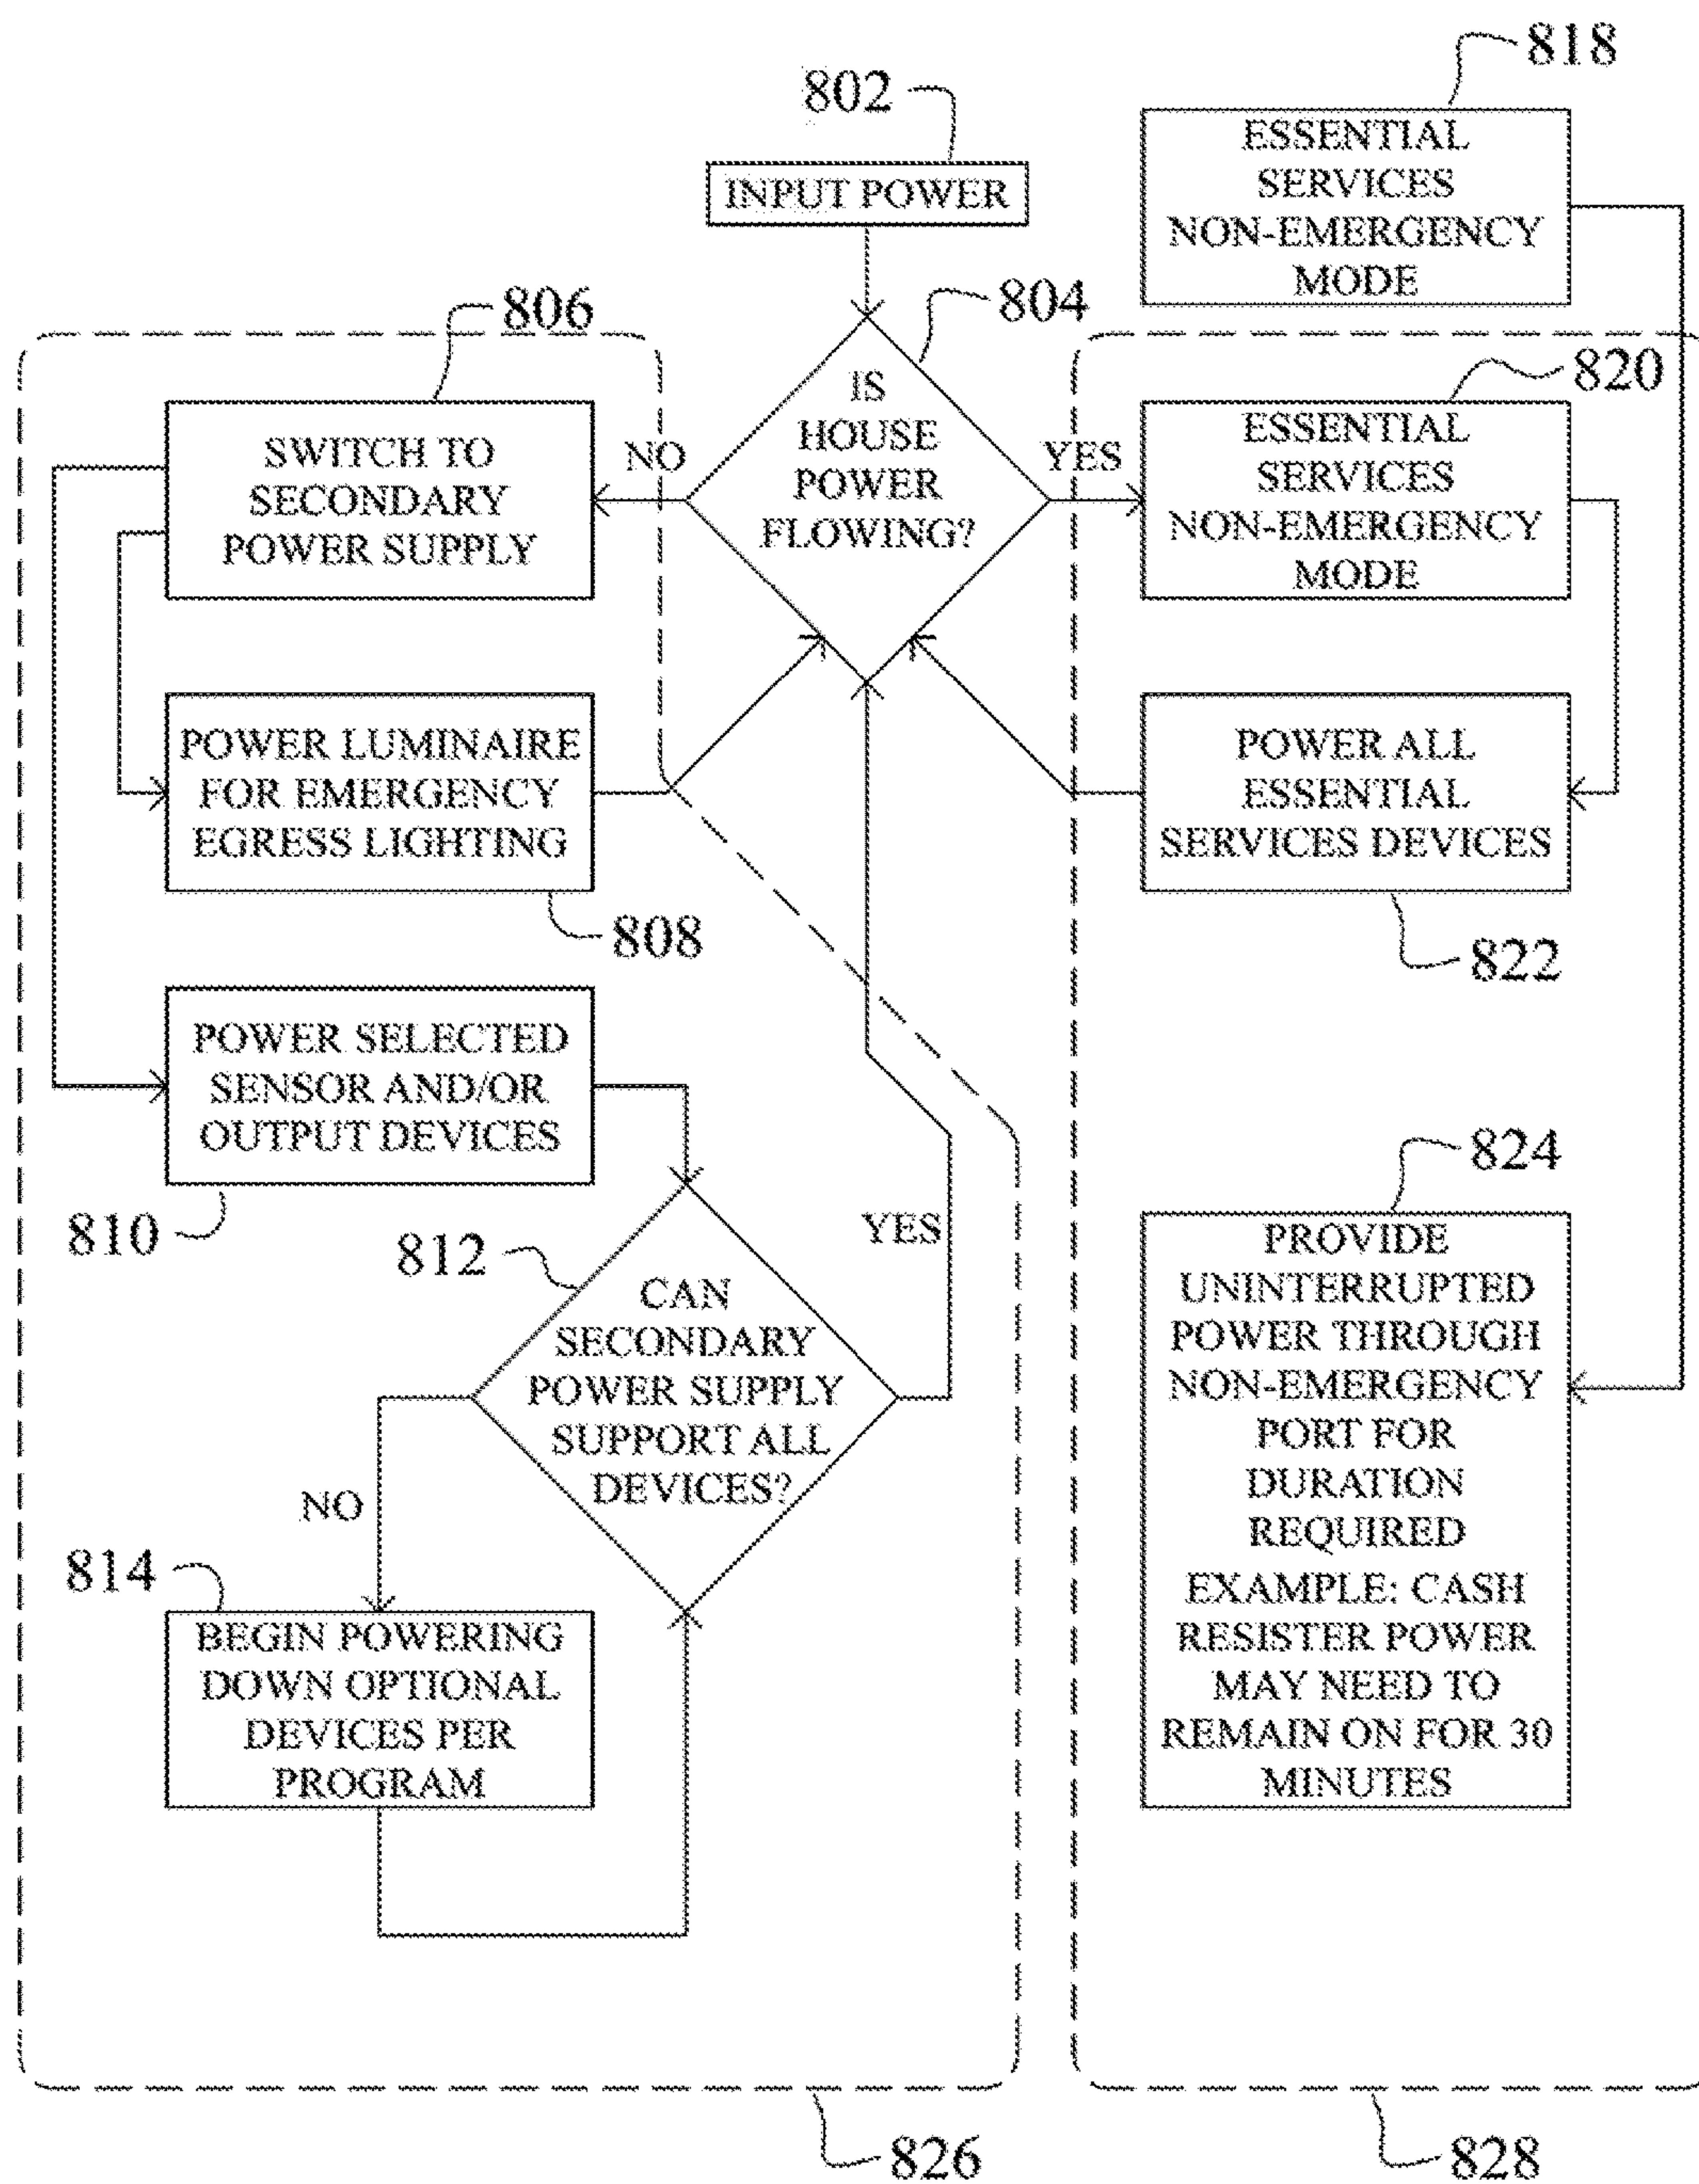 802
INPUT POWER
818
ESSENTIAL
SERVICES
NON-EMERGENCY
MODE
804
IS
HOUSE
POWER
FLOWING?
NO
YES
806
SWITCH TO
SECONDARY
POWER SUPPLY
820
ESSENTIAL
SERVICES
NON-EMERGENCY
MODE
POWER LUMINAIRE
FOR EMERGENCY
EGRESS LIGHTING
808
POWER ALL
ESSENTIAL
SERVICES DEVICES
822
POWER SELECTED
SENSOR AND/OR
OUTPUT DEVICES
810
812
CAN
SECONDARY
POWER SUPPLY
SUPPORT ALL
DEVICES?
YES
NO
814
BEGIN POWERING
DOWN OPTIONAL
DEVICES PER
PROGRAM
824
PROVIDE
UNINTERRUPTED
POWER THROUGH
NON-EMERGENCY
PORT FOR
DURATION
REQUIRED
EXAMPLE: CASH
RESISTER POWER
MAY NEED TO
REMAIN ON FOR 30
MINUTES
826
828